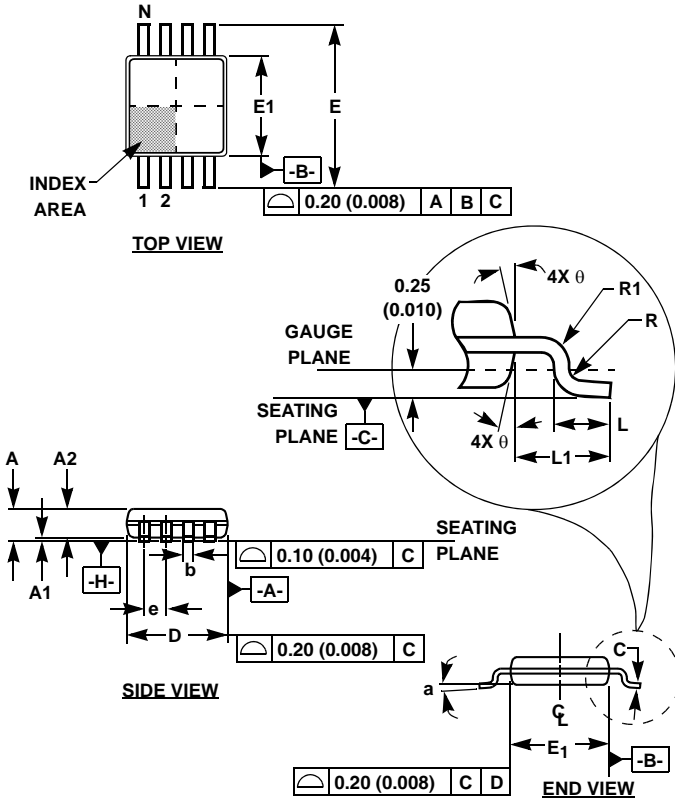 N
E1
E
-B-
INDEX
AREA
1 2
0.20 (0.008) A B C
TOP VIEW
0.25
(0.010)
4X θ
R1
R
GAUGE
PLANE
SEATING
PLANE -C-
4X θ
L
L1
A A2
SEATING
PLANE
0.10 (0.004) C
b
-H-
A1
-A-
e
D
0.20 (0.008) C
SIDE VIEW
C
a
CL
E1
-B-
0.20 (0.008) C D
END VIEW